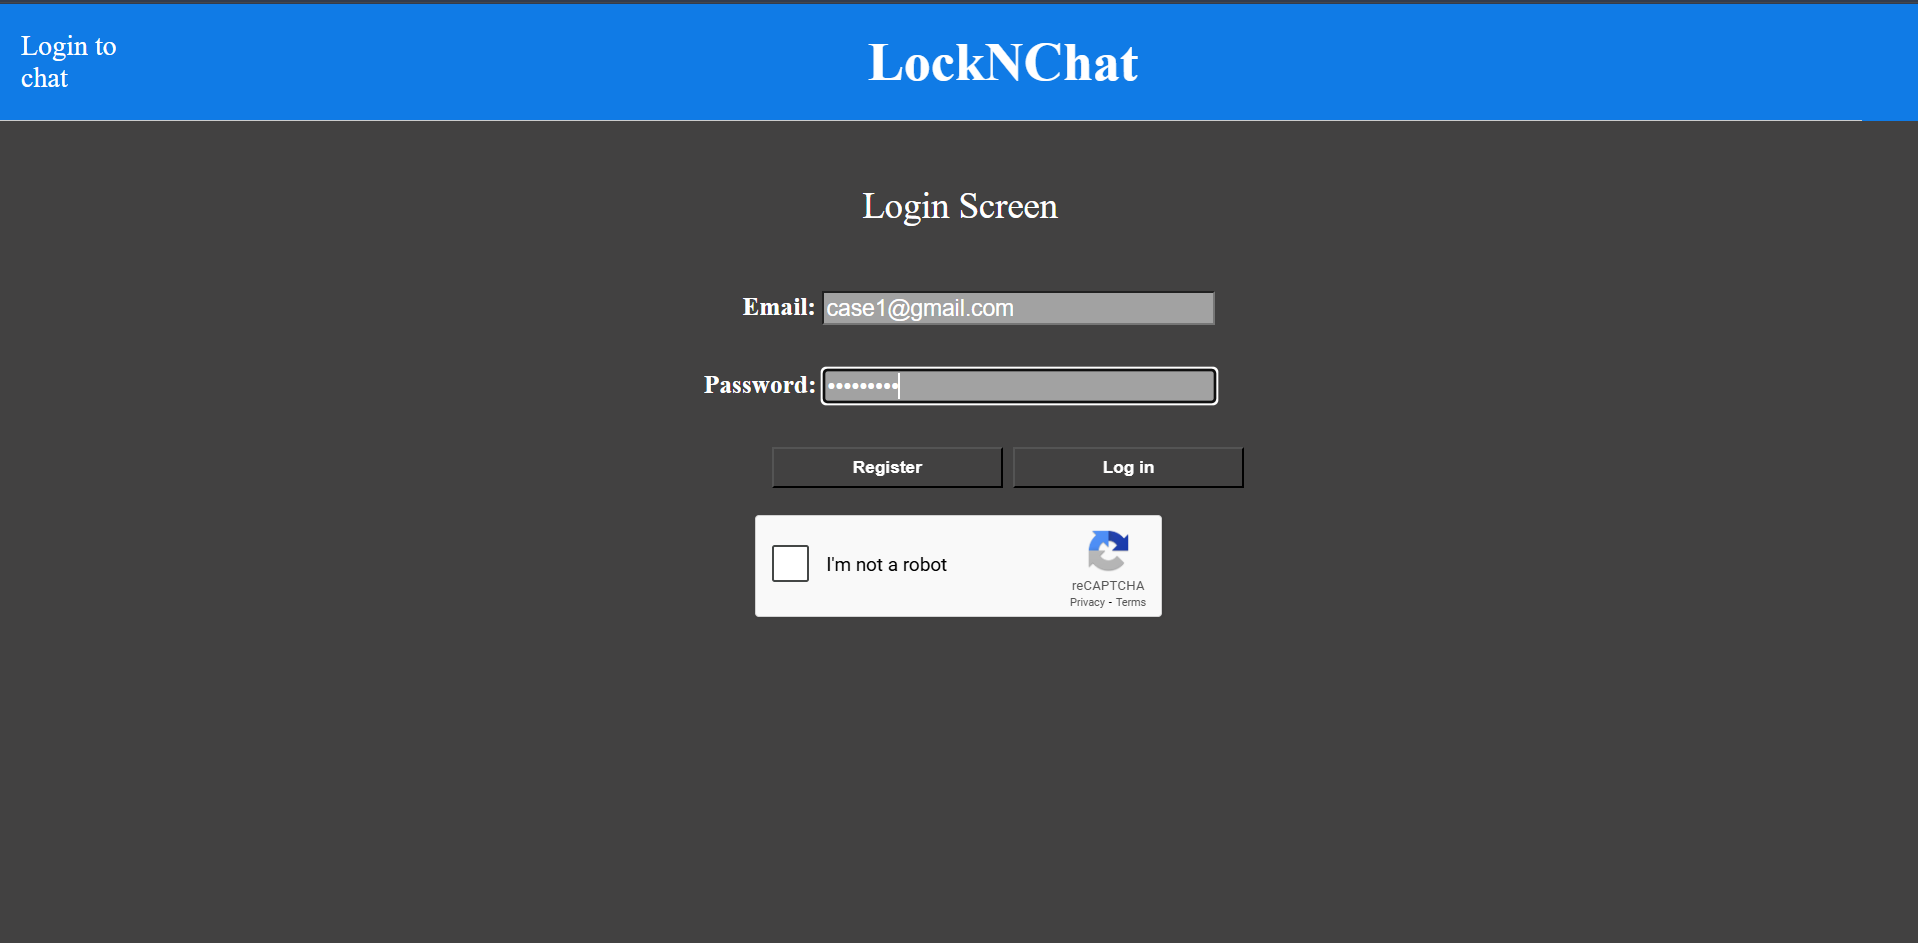 Login to
chat
LockNChat
Login Screen
Email: case1@gmail.com
Password: •••••••••
Register Log in
I'm not a robot
reCAPTCHA
Privacy - Terms